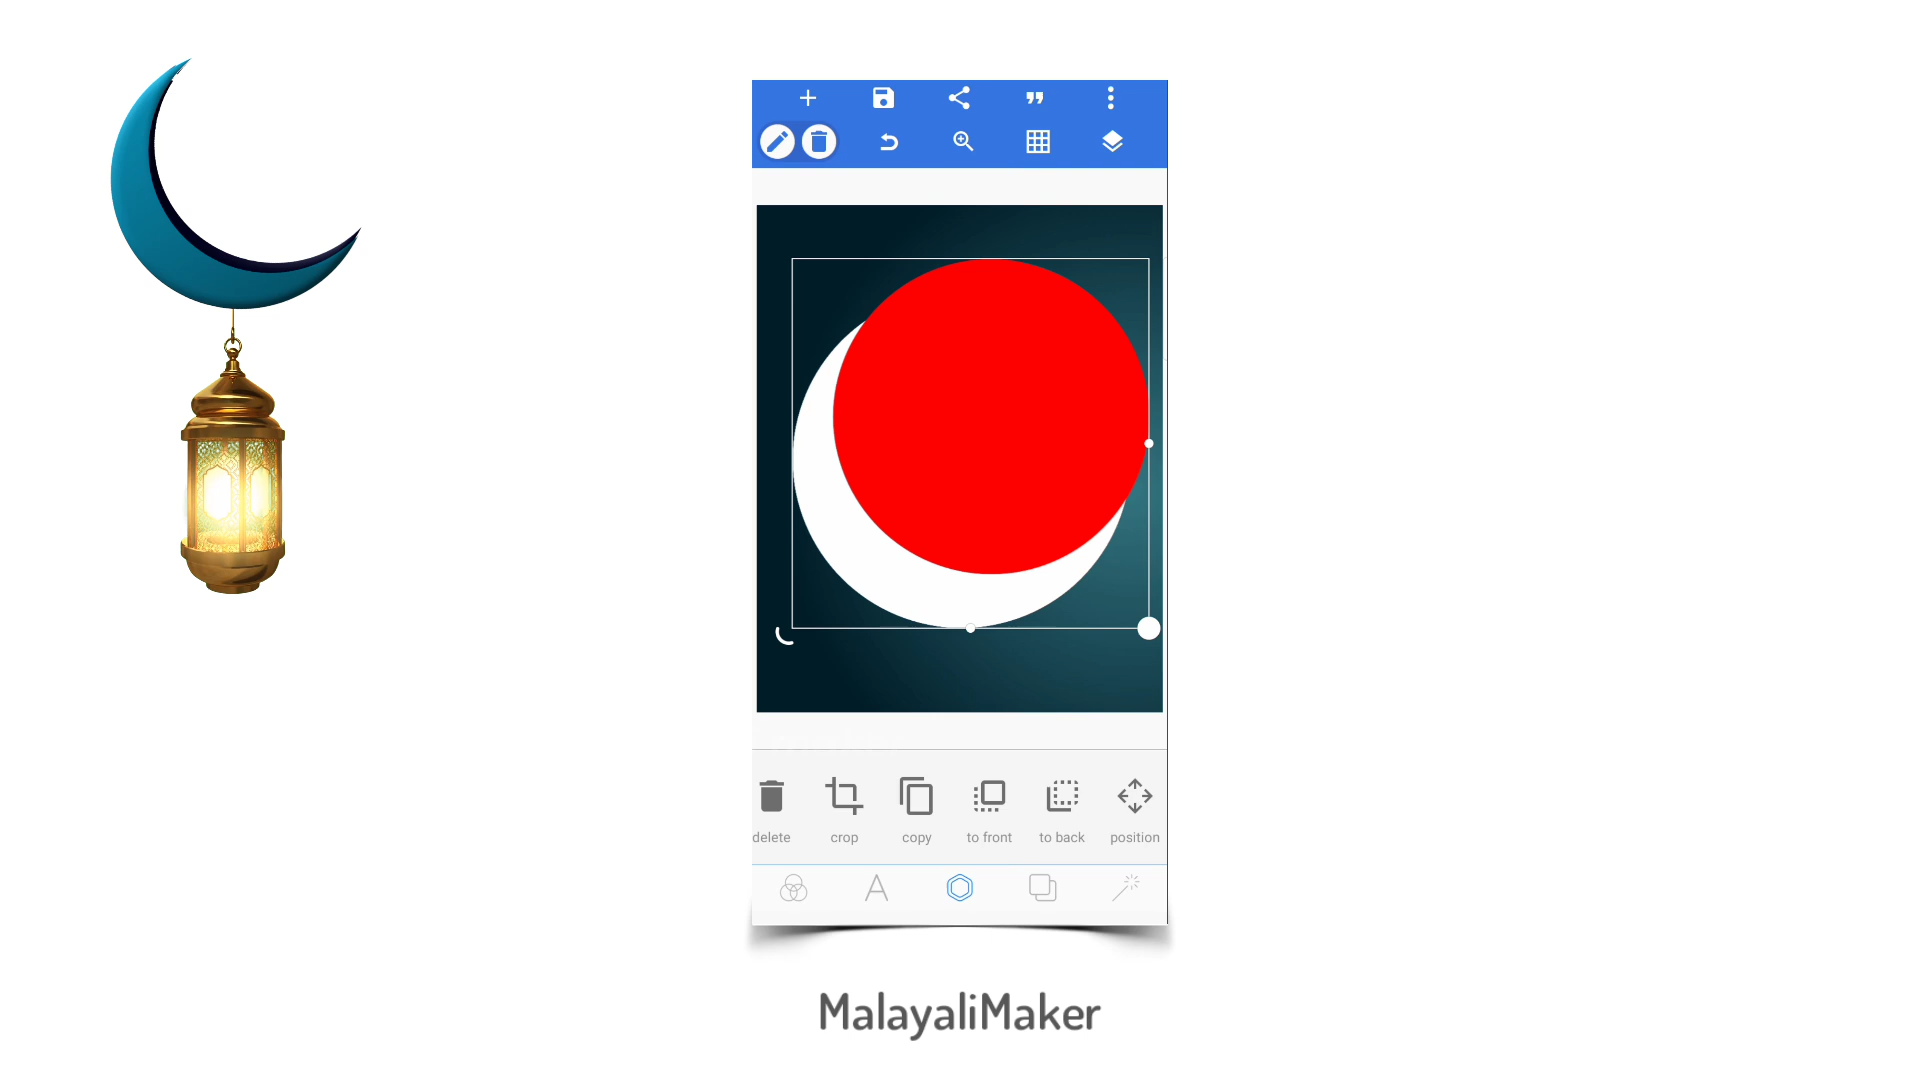 delete crop copy to front to back position
MalayaliMaker